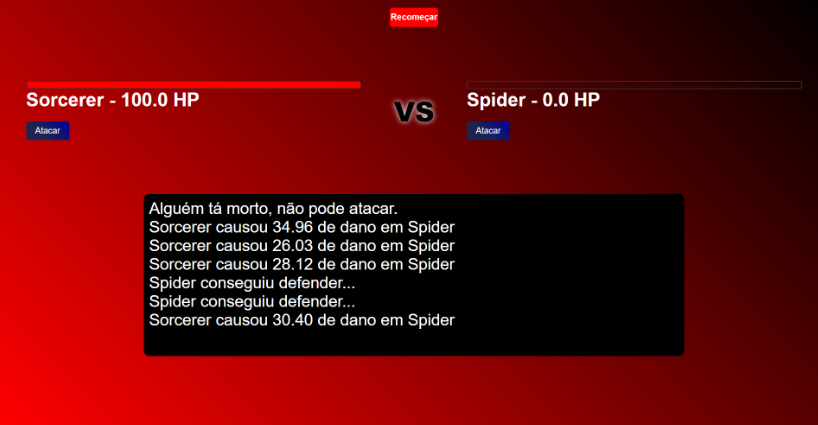 Recomeçar
Sorcerer - 100.0 HP
Atacar
VS
Spider - 0.0 HP
Atacar
Alguém tá morto, não pode atacar.
Sorcerer causou 34.96 de dano em Spider
Sorcerer causou 26.03 de dano em Spider
Sorcerer causou 28.12 de dano em Spider
Spider conseguiu defender...
Spider conseguiu defender...
Sorcerer causou 30.40 de dano em Spider